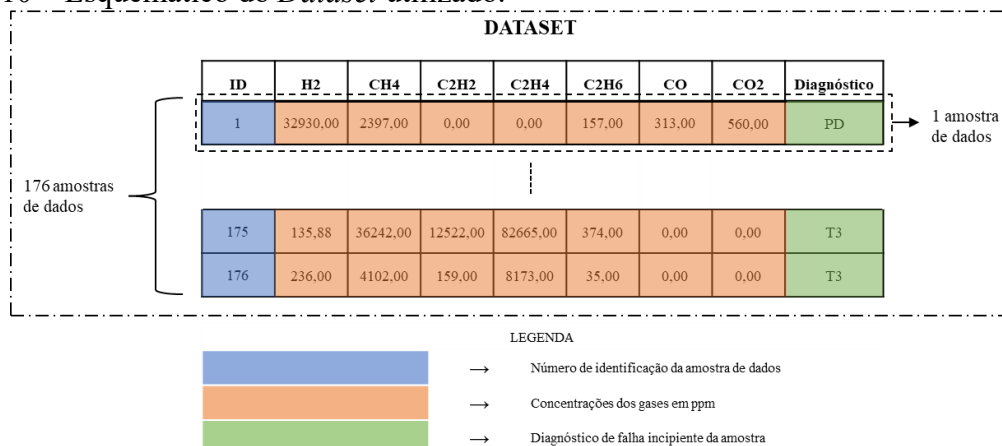 10 – Esquemático do Dataset utilizado.
DATASET
ID H2 CH4 C2H2 C2H4 C2H6 CO CO2 Diagnóstico
1 32930,00 2397,00 0,00 0,00 157,00 313,00 560,00 PD
1 amostra
de dados
176 amostras
de dados
175 135,88 36242,00 12522,00 82665,00 374,00 0,00 0,00 T3
176 236,00 4102,00 159,00 8173,00 35,00 0,00 0,00 T3
LEGENDA
→ Número de identificação da amostra de dados
→ Concentrações dos gases em ppm
→ Diagnóstico de falha incipiente da amostra